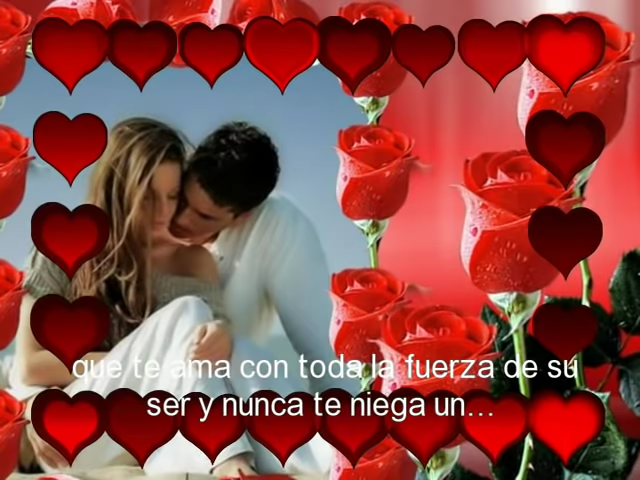 que te ama con toda la fuerza de su
ser y nunca te niega un...